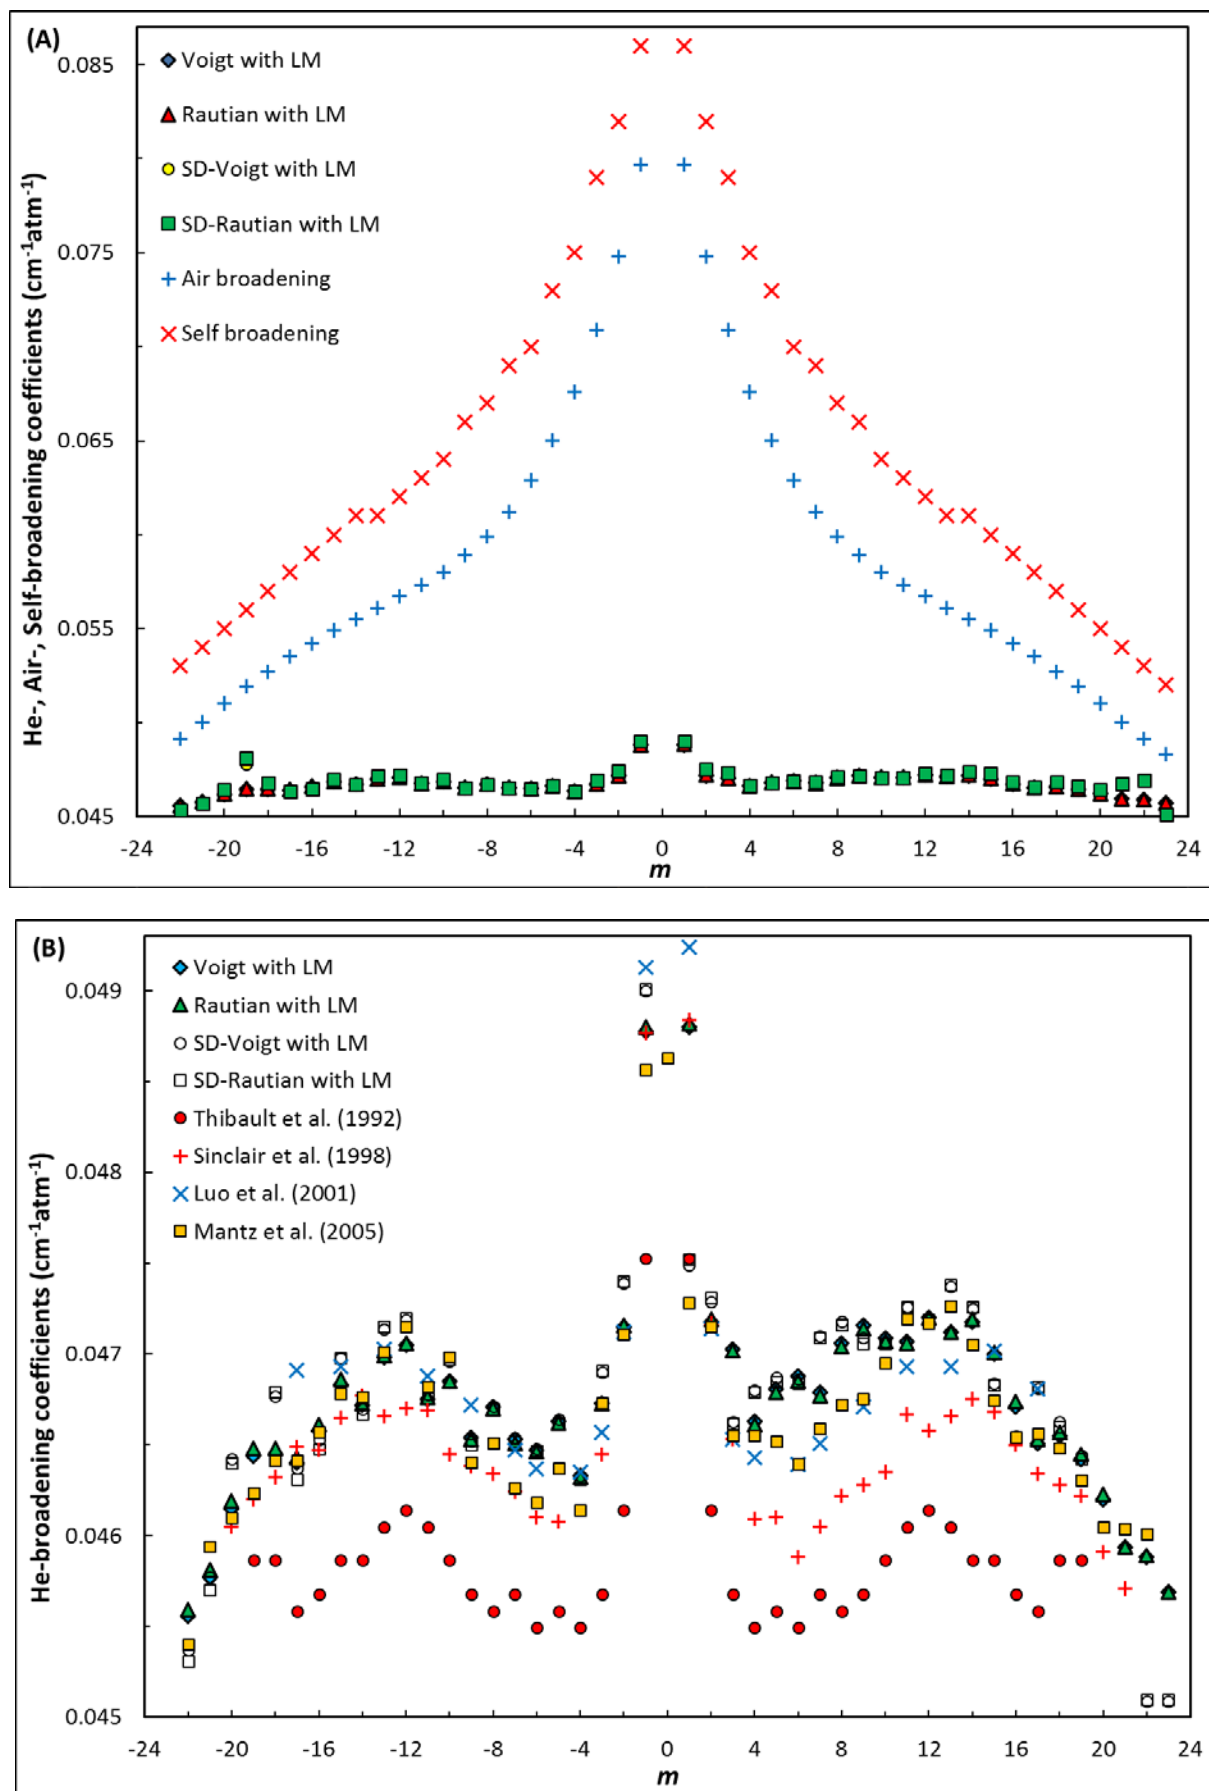 (A)
Voigt with LM
Rautian with LM
SD-Voigt with LM
SD-Rautian with LM
Air broadening
Self broadening
He-, Air-, Self-broadening coefficients (cm-1atm-1)
0.085
0.075
0.065
0.055
0.045
-24 -20 -16 -12 -8 -4 0 4 8 12 16 20 24
m
(B)
Voigt with LM
Rautian with LM
SD-Voigt with LM
SD-Rautian with LM
Thibault et al. (1992)
Sinclair et al. (1998)
Luo et al. (2001)
Mantz et al. (2005)
He-broadening coefficients (cm-1atm-1)
0.049
0.048
0.047
0.046
0.045
-24 -20 -16 -12 -8 -4 0 4 8 12 16 20 24
m